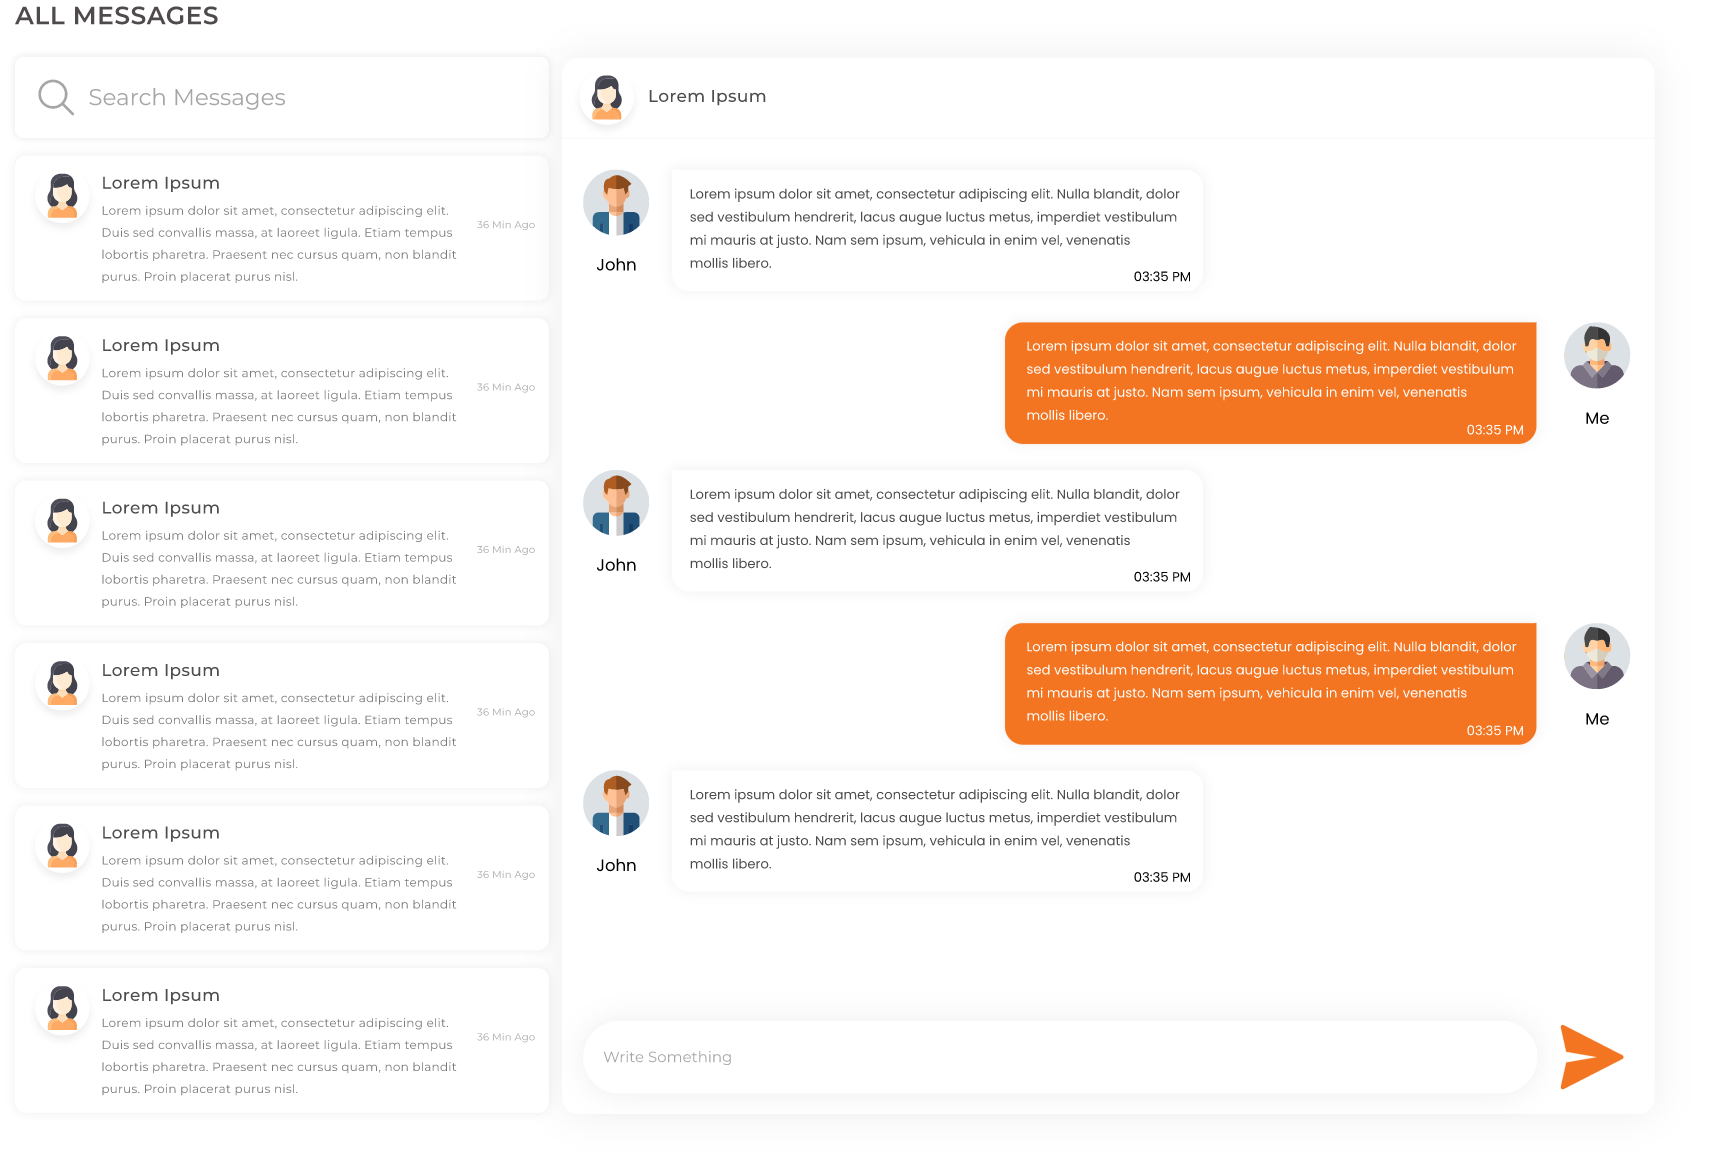 ALL MESSAGES
Search Messages
Lorem Ipsum
Lorem ipsum dolor sit amet, consectetur adipiscing elit.
Duis sed convallis massa, at laoreet ligula. Etiam tempus
lobortis pharetra. Praesent nec cursus quam, non blandit
purus. Proin placerat purus nisl.
36 Min Ago
Lorem Ipsum
Lorem ipsum dolor sit amet, consectetur adipiscing elit.
Duis sed convallis massa, at laoreet ligula. Etiam tempus
lobortis pharetra. Praesent nec cursus quam, non blandit
purus. Proin placerat purus nisl.
36 Min Ago
Lorem Ipsum
Lorem ipsum dolor sit amet, consectetur adipiscing elit.
Duis sed convallis massa, at laoreet ligula. Etiam tempus
lobortis pharetra. Praesent nec cursus quam, non blandit
purus. Proin placerat purus nisl.
36 Min Ago
Lorem Ipsum
Lorem ipsum dolor sit amet, consectetur adipiscing elit.
Duis sed convallis massa, at laoreet ligula. Etiam tempus
lobortis pharetra. Praesent nec cursus quam, non blandit
purus. Proin placerat purus nisl.
36 Min Ago
Lorem Ipsum
Lorem ipsum dolor sit amet, consectetur adipiscing elit.
Duis sed convallis massa, at laoreet ligula. Etiam tempus
lobortis pharetra. Praesent nec cursus quam, non blandit
purus. Proin placerat purus nisl.
36 Min Ago
Lorem Ipsum
Lorem ipsum dolor sit amet, consectetur adipiscing elit.
Duis sed convallis massa, at laoreet ligula. Etiam tempus
lobortis pharetra. Praesent nec cursus quam, non blandit
purus. Proin placerat purus nisl.
36 Min Ago
Lorem Ipsum
John
Lorem ipsum dolor sit amet, consectetur adipiscing elit. Nulla blandit, dolor
sed vestibulum hendrerit, lacus augue luctus metus, imperdiet vestibulum
mi mauris at justo. Nam sem ipsum, vehicula in enim vel, venenatis
mollis libero.
03:35 PM
Lorem ipsum dolor sit amet, consectetur adipiscing elit. Nulla blandit, dolor
sed vestibulum hendrerit, lacus augue luctus metus, imperdiet vestibulum
mi mauris at justo. Nam sem ipsum, vehicula in enim vel, venenatis
mollis libero.
03:35 PM
Me
John
Lorem ipsum dolor sit amet, consectetur adipiscing elit. Nulla blandit, dolor
sed vestibulum hendrerit, lacus augue luctus metus, imperdiet vestibulum
mi mauris at justo. Nam sem ipsum, vehicula in enim vel, venenatis
mollis libero.
03:35 PM
Lorem ipsum dolor sit amet, consectetur adipiscing elit. Nulla blandit, dolor
sed vestibulum hendrerit, lacus augue luctus metus, imperdiet vestibulum
mi mauris at justo. Nam sem ipsum, vehicula in enim vel, venenatis
mollis libero.
03:35 PM
Me
John
Lorem ipsum dolor sit amet, consectetur adipiscing elit. Nulla blandit, dolor
sed vestibulum hendrerit, lacus augue luctus metus, imperdiet vestibulum
mi mauris at justo. Nam sem ipsum, vehicula in enim vel, venenatis
mollis libero.
03:35 PM
Write Something